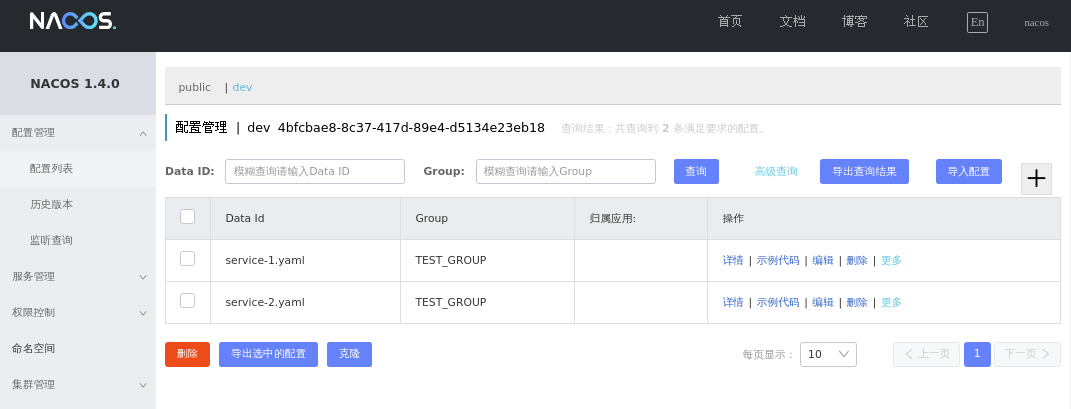 NACOS. 首页 文档 博客 社区 En nacos
NACOS 1.4.0
public | dev
配置管理 | dev 4bfcbae8-8c37-417d-89e4-d5134e23eb18 查询结果：共查询到 2 条满足要求的配置。
配置管理
配置列表
历史版本
监听查询
服务管理
权限控制
命名空间
集群管理
Data ID: 模糊查询请输入Data ID Group: 模糊查询请输入Group 查询 高级查询 导出查询结果 导入配置 +
Data Id Group 归属应用: 操作
service-1.yaml TEST_GROUP 详情 | 示例代码 | 编辑 | 删除 | 更多
service-2.yaml TEST_GROUP 详情 | 示例代码 | 编辑 | 删除 | 更多
删除 导出选中的配置 克隆 每页显示： 10 上一页 1 下一页